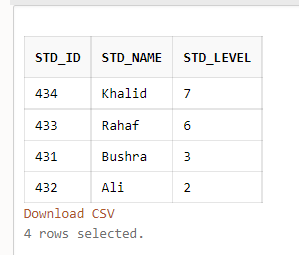 STD_ID STD_NAME STD_LEVEL
434 Khalid 7
433 Rahaf 6
431 Bushra 3
432 Ali 2
Download CSV
4 rows selected.